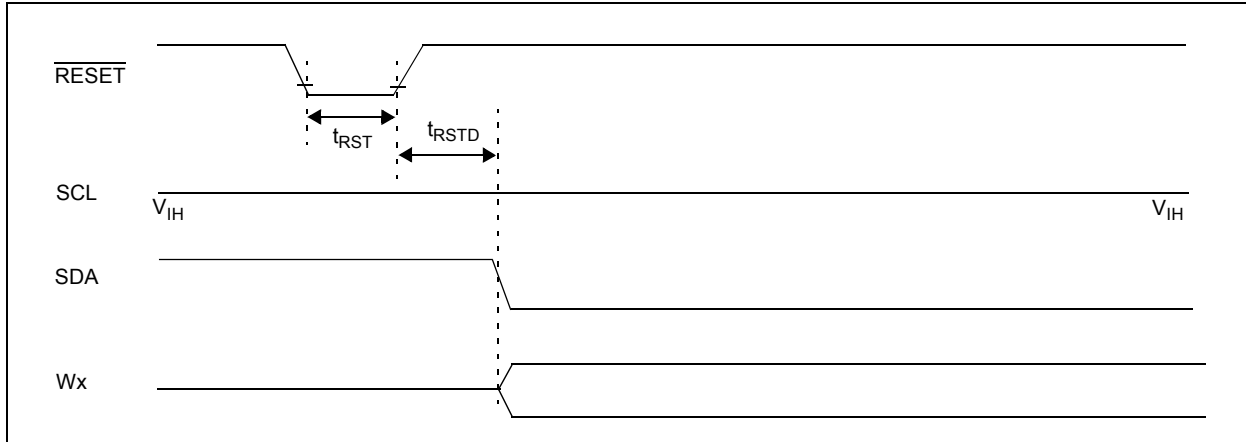 RESET
tRST
tRSTD
SCL
VIH
VIH
SDA
Wx